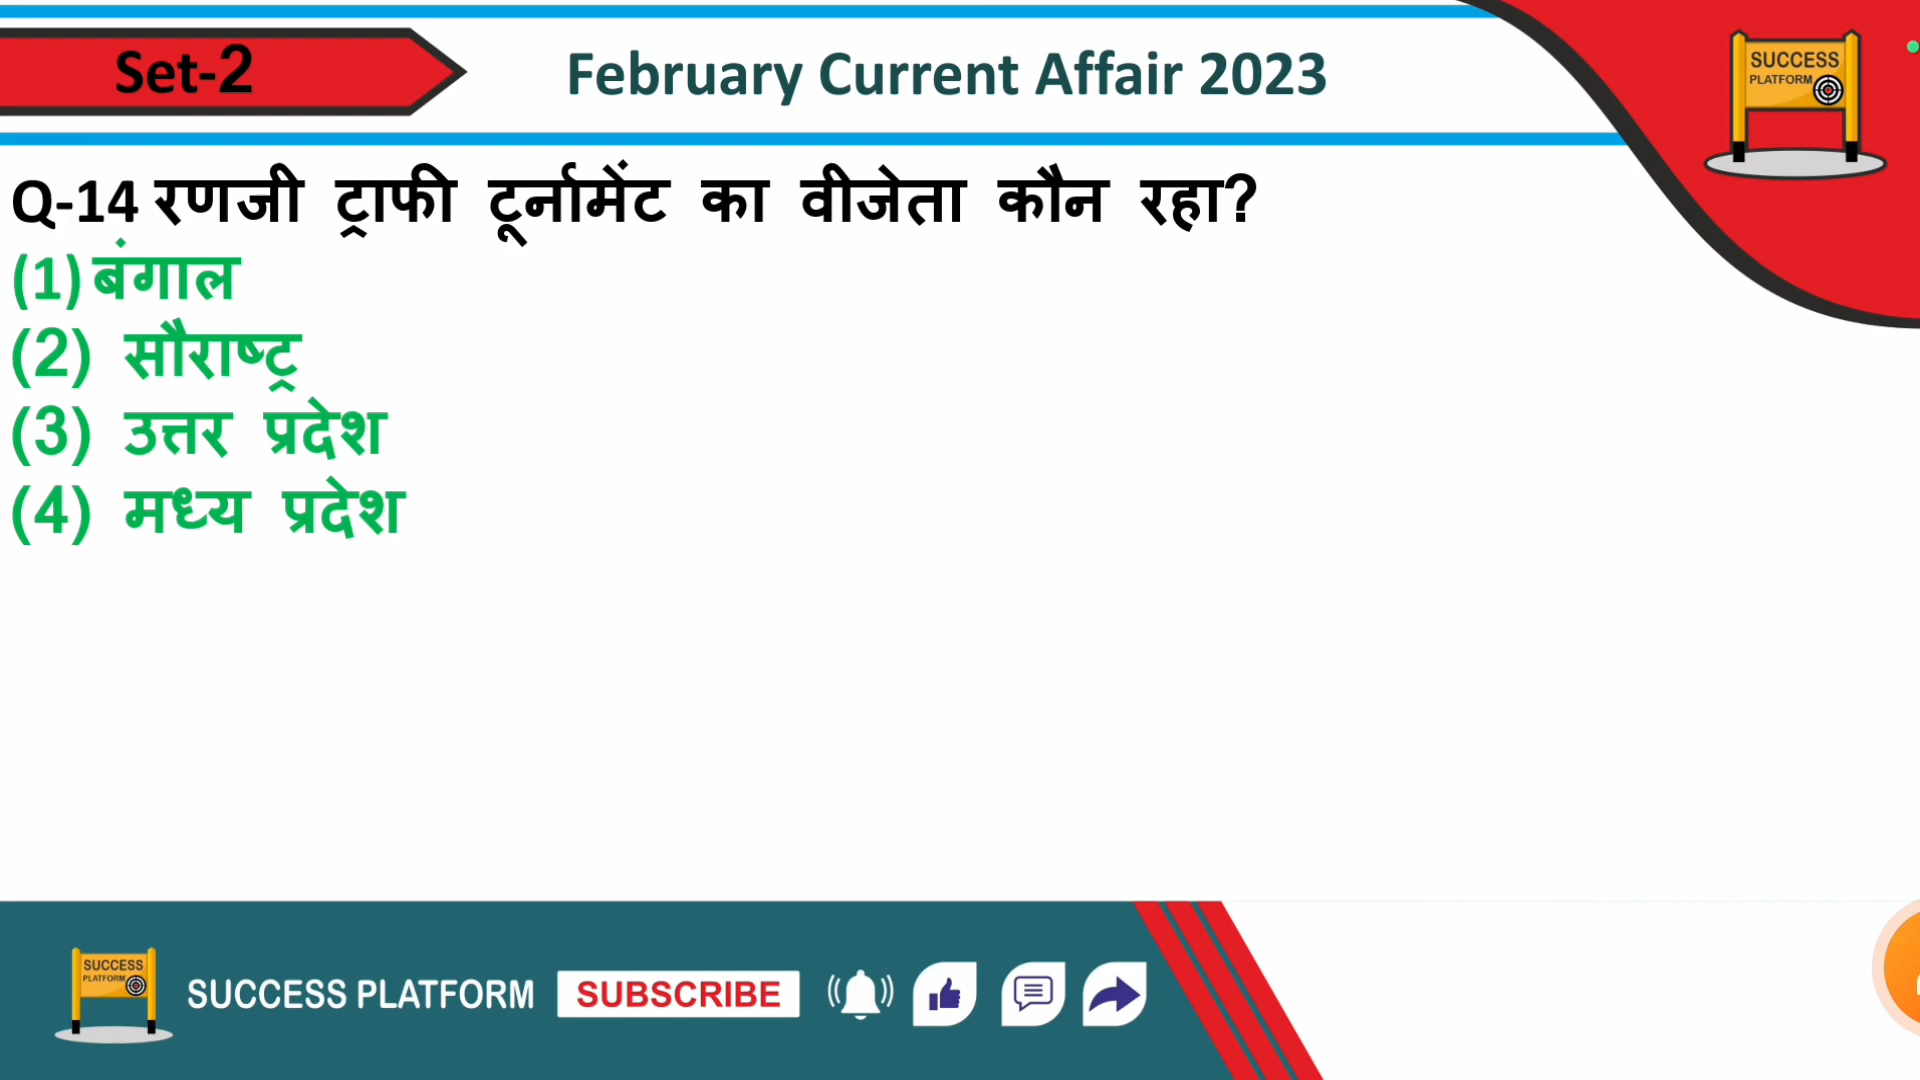 Set-2
February Current Affair 2023
SUCCESS
PLATFORM
Q-14 रणजी ट्राफी टूर्नामेंट का वीजेता कौन रहा?
(1) बंगाल
(2) सौराष्ट्र
(3) उत्तर प्रदेश
(4) मध्य प्रदेश
SUCCESS
PLATFORM
SUCCESS PLATFORM
SUBSCRIBE